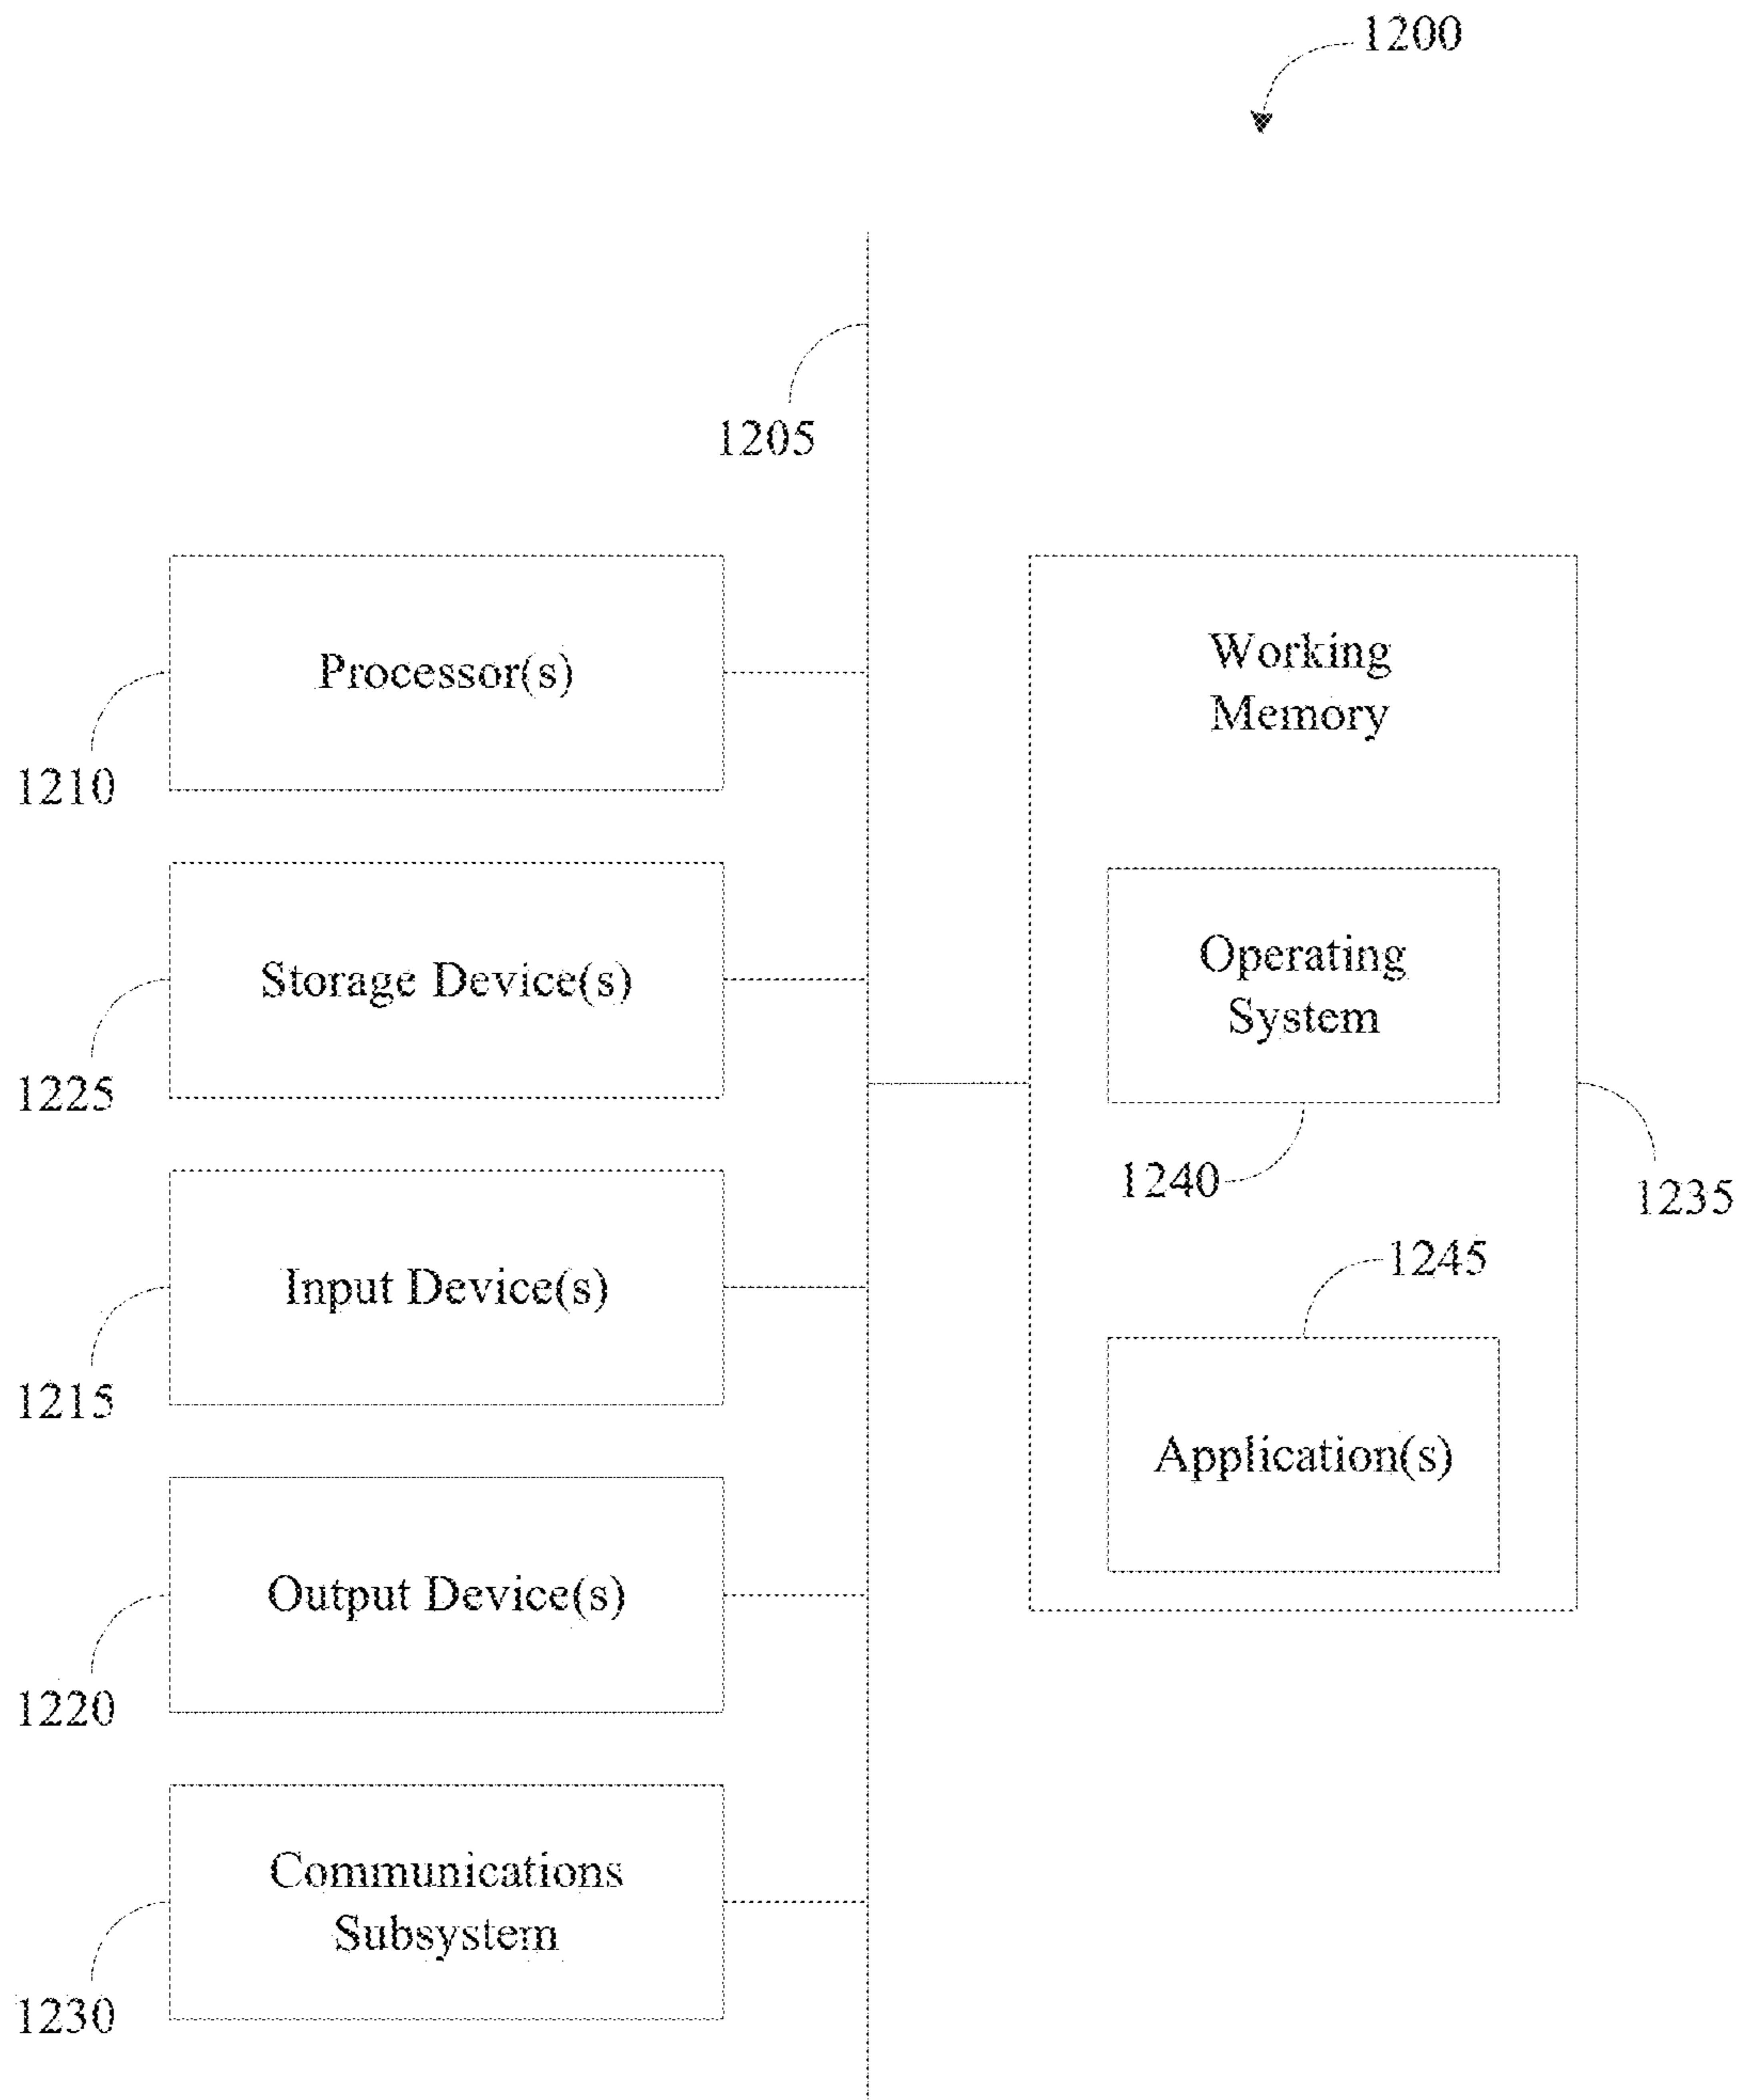 1200
1205
Processor(s)
1210
Storage Device(s)
1225
Input Device(s)
1215
Output Device(s)
1220
Communications
Subsystem
1230
Working
Memory
Operating
System
1240
1235
1245
Application(s)